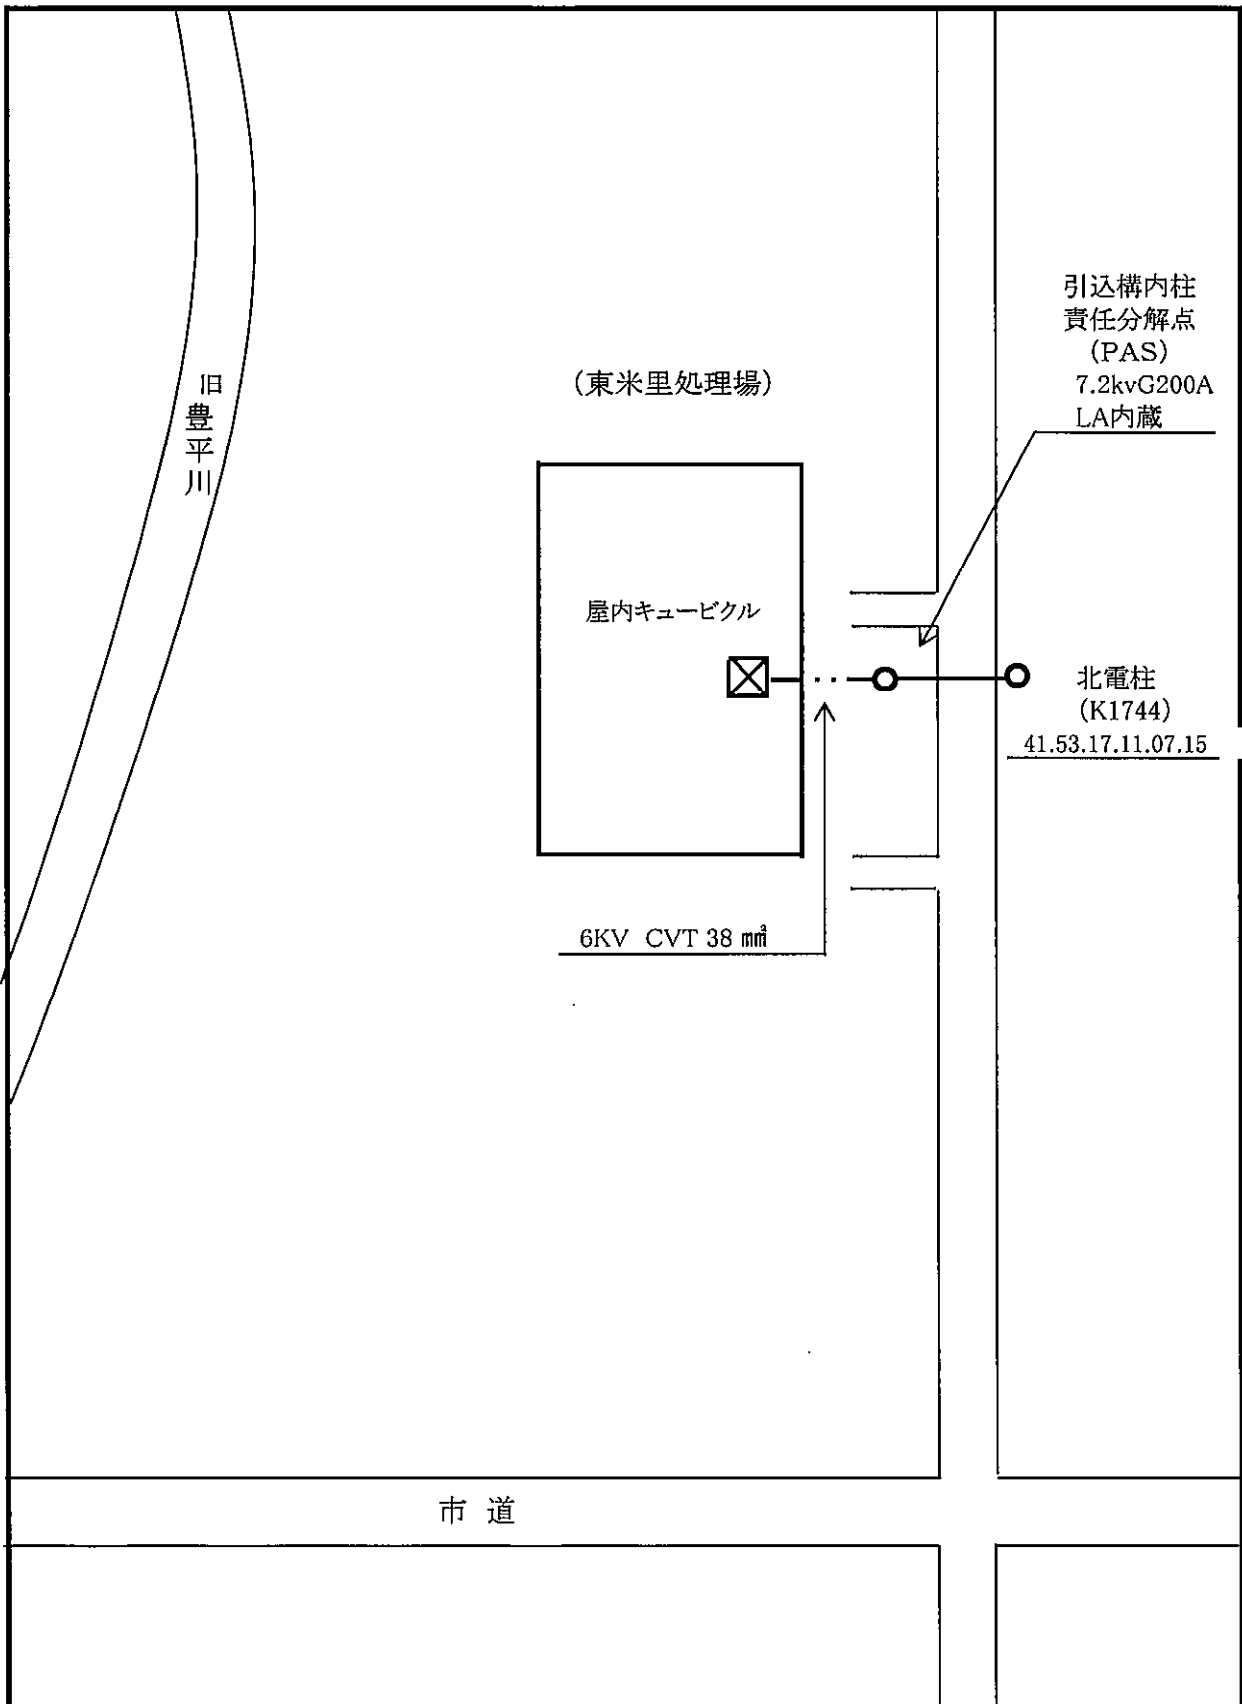 引込構内柱
責任分解点
(PAS)
7.2kvG200A
LA内蔵
(東米里処理場)
旧豊平川
屋内キュービクル
北電柱
(K1744)
41.53.17.11.07.15
6KV CVT 38 ㎟
市 道